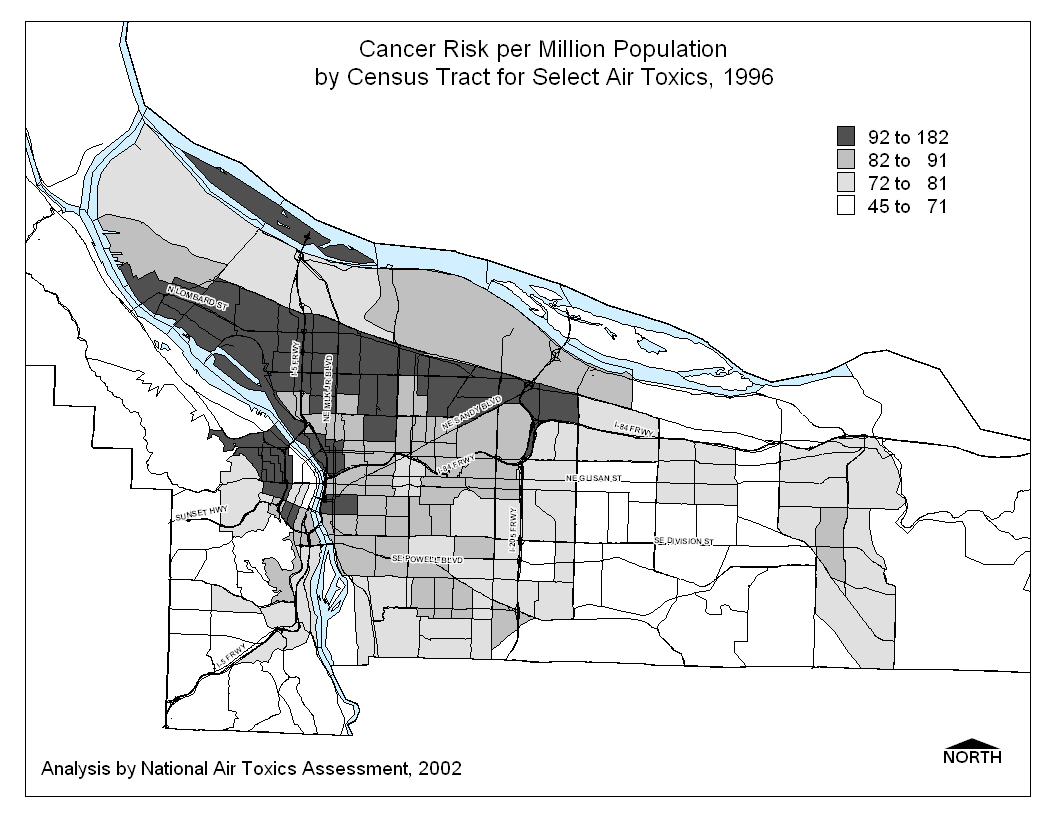 Cancer Risk per Million Population
by Census Tract for Select Air Toxics, 1996
92 to 182
82 to 91
72 to 81
45 to 71
N LOMBARD ST
I-5 FRWY
NE MLK JR BLVD
NE SANDY BLVD
I-84 FRWY
I-84 FRWY
NE GLISAN ST
SUNSET HWY
I-205 FRWY
SE DIVISION ST
SE POWELL BLVD
I-5 FRWY
NORTH
Analysis by National Air Toxics Assessment, 2002